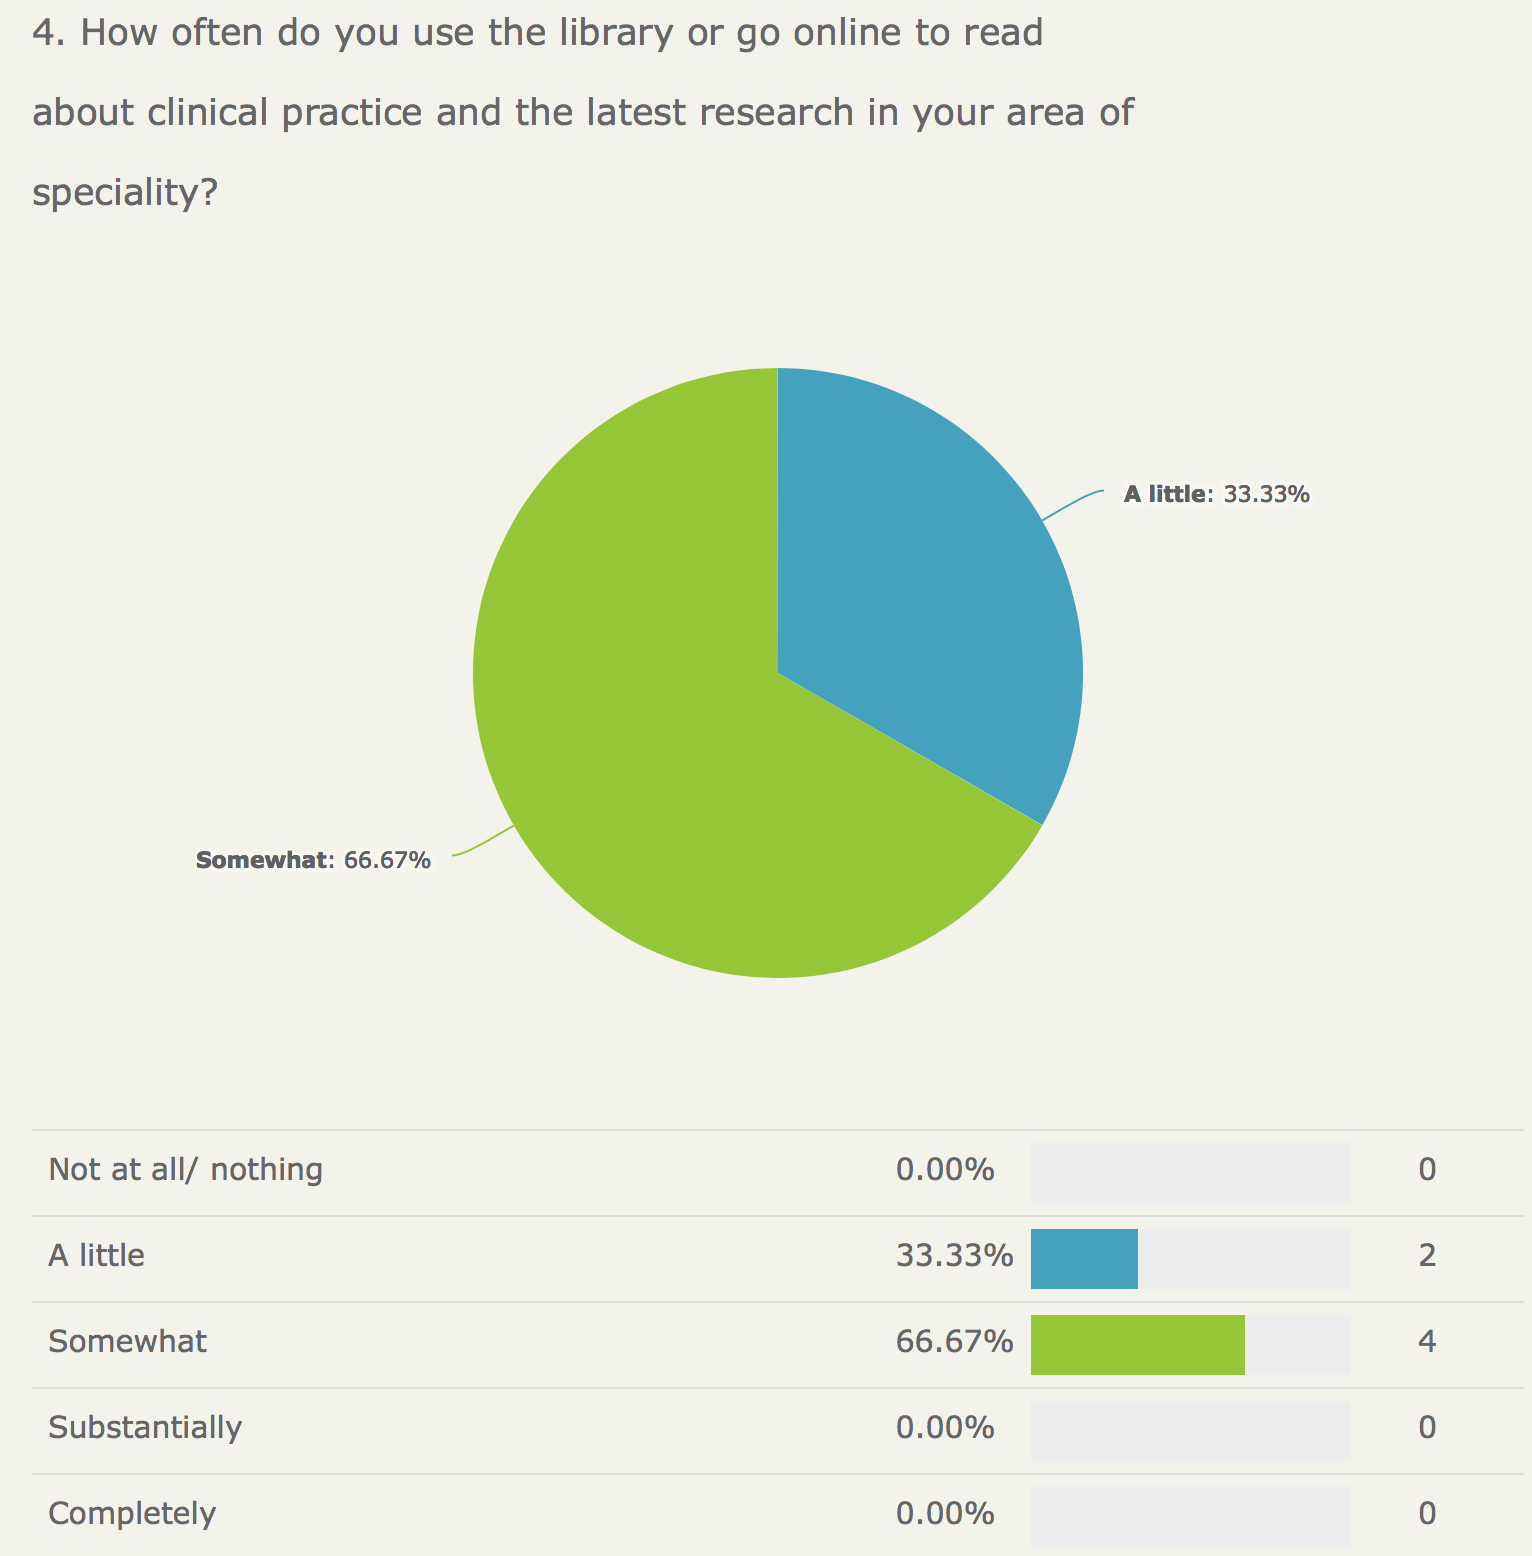 4. How often do you use the library or go online to read
about clinical practice and the latest research in your area of
speciality?
A little: 33.33%
Somewhat: 66.67%
Not at all/ nothing 0.00% 0
A little 33.33% 2
Somewhat 66.67% 4
Substantially 0.00% 0
Completely 0.00% 0